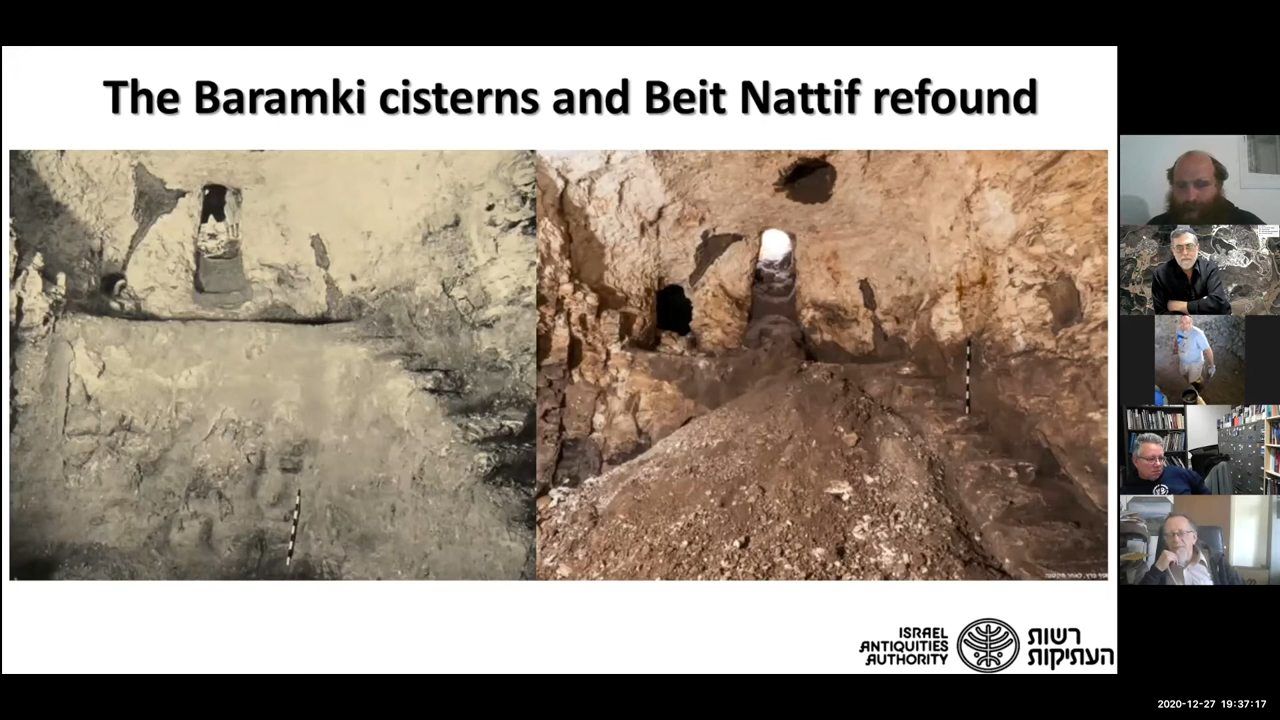 The Baramki cisterns and Beit Nattif refound
ISRAEL
ANTIQUITIES
AUTHORITY
רשות
העתיקות
2020-12-27 19:37:17